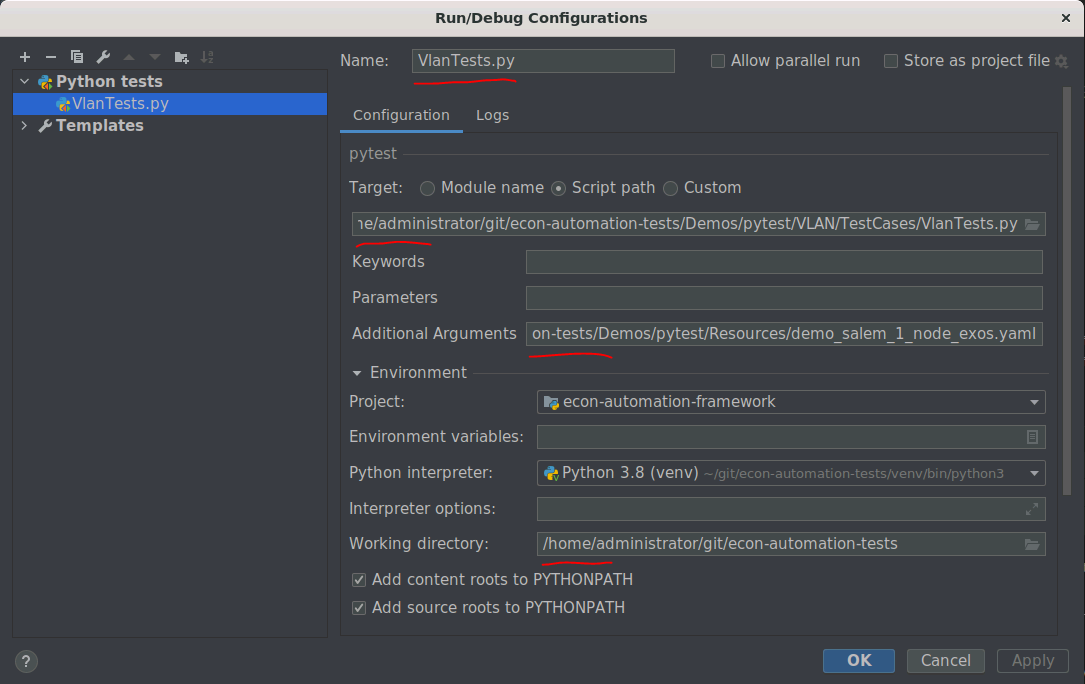 Run/Debug Configurations
Python tests
VlanTests.py
Templates
Name: VlanTests.py Allow parallel run Store as project file
Configuration Logs
pytest
Target: Module name Script path Custom
ne/administrator/git/econ-automation-tests/Demos/pytest/VLAN/TestCases/VlanTests.py
Keywords
Parameters
Additional Arguments on-tests/Demos/pytest/Resources/demo_salem_1_node_exos.yaml
Environment
Project: econ-automation-framework
Environment variables:
Python interpreter: Python 3.8 (venv) ~/git/econ-automation-tests/venv/bin/python3
Interpreter options:
Working directory: /home/administrator/git/econ-automation-tests
Add content roots to PYTHONPATH
Add source roots to PYTHONPATH
? OK Cancel Apply